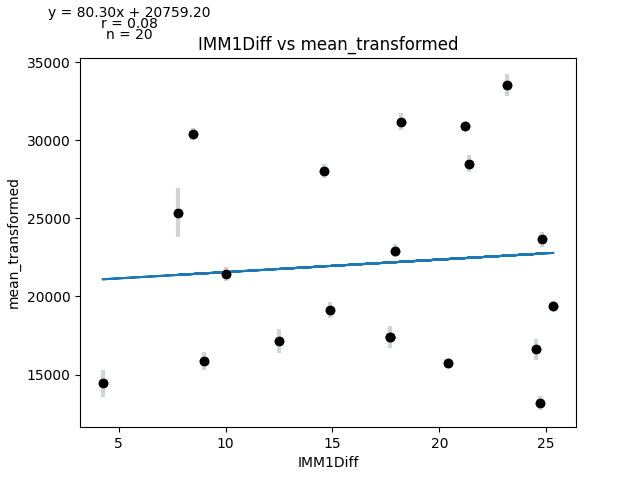 y = 80.30x + 20759.20
r = 0.08
n = 20
IMM1Diff vs mean_transformed
35000
30000
25000
20000
15000
mean_transformed
5 10 15 20 25
IMM1Diff